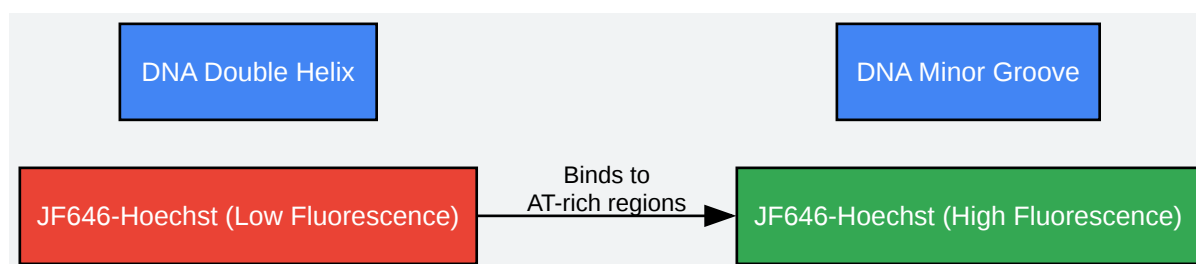 DNA Double Helix
DNA Minor Groove
JF646-Hoechst (Low Fluorescence)
Binds to
AT-rich regions
JF646-Hoechst (High Fluorescence)